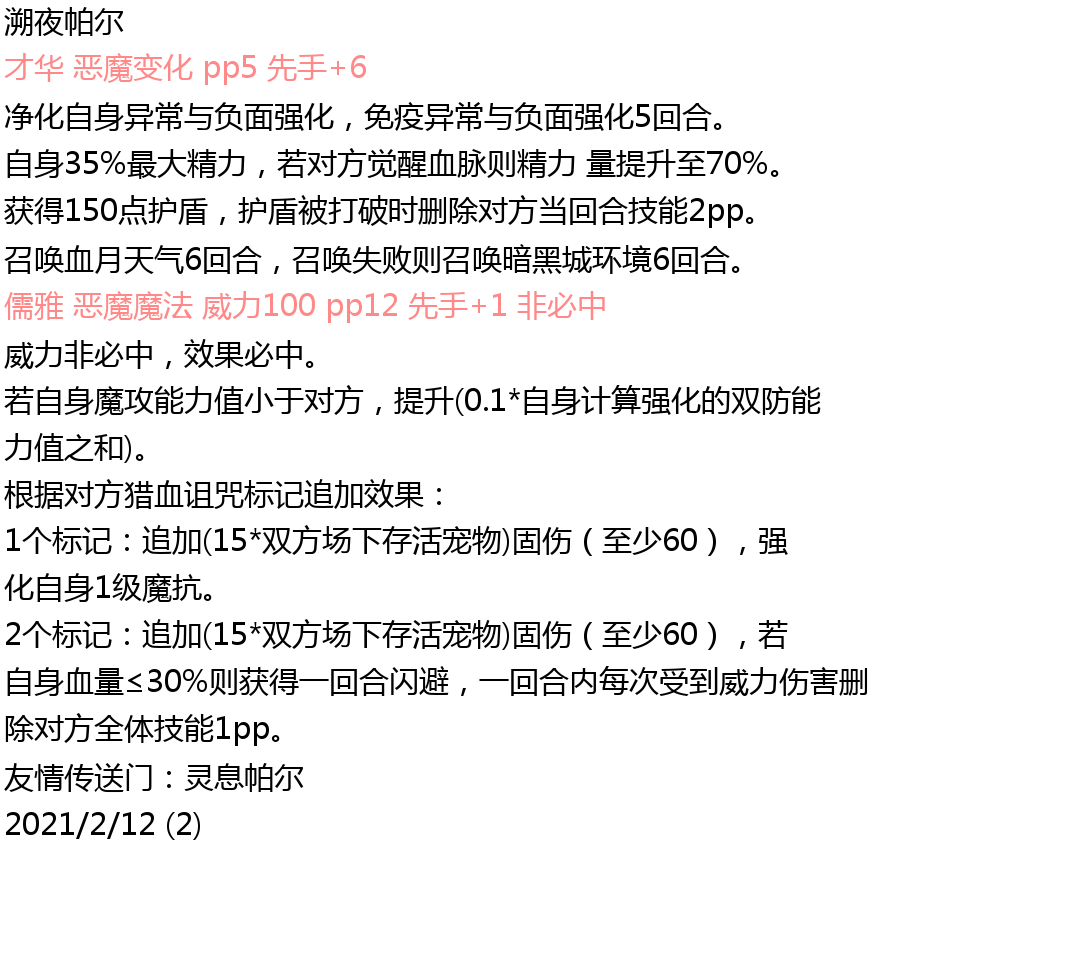 溯夜帕尔
才华 恶魔变化 pp5 先手+6
净化自身异常与负面强化，免疫异常与负面强化5回合。
自身35%最大精力，若对方觉醒血脉则精力 量提升至70%。
获得150点护盾，护盾被打破时删除对方当回合技能2pp。
召唤血月天气6回合，召唤失败则召唤暗黑城环境6回合。
儒雅 恶魔魔法 威力100 pp12 先手+1 非必中
威力非必中，效果必中。
若自身魔攻能力值小于对方，提升(0.1*自身计算强化的双防能
力值之和)。
根据对方猎血诅咒标记追加效果：
1个标记：追加(15*双方场下存活宠物)固伤（至少60），强
化自身1级魔抗。
2个标记：追加(15*双方场下存活宠物)固伤（至少60），若
自身血量≤30%则获得一回合闪避，一回合内每次受到威力伤害删
除对方全体技能1pp。
友情传送门：灵息帕尔
2021/2/12 (2)